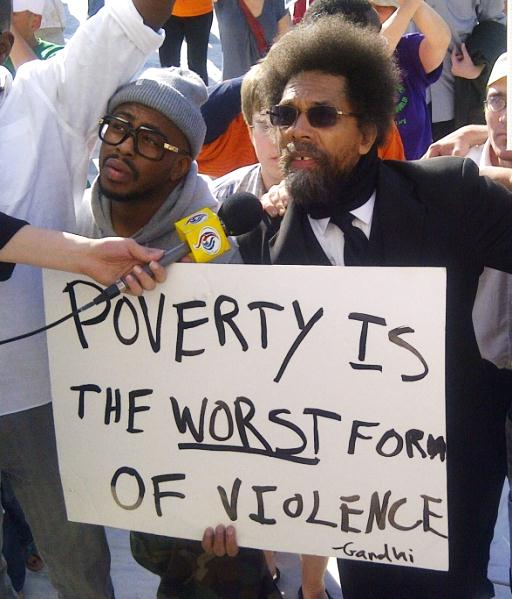 POVERTY IS
THE WORST FORM
OF VIOLENCE
-Gandhi